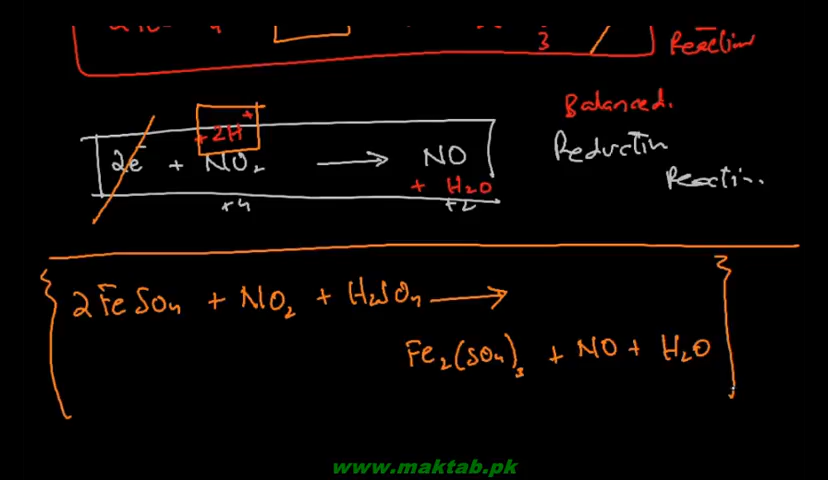 3
Reaction
Balanced.
+ 2H⁺
2e⁻ + NO₂ ⟶ NO
+ H₂O
+4 +2
Reduction
Reaction.
2FeSO₄ + NO₂ + H₂SO₄ ⟶
Fe₂(SO₄)₃ + NO + H₂O
www.maktab.pk